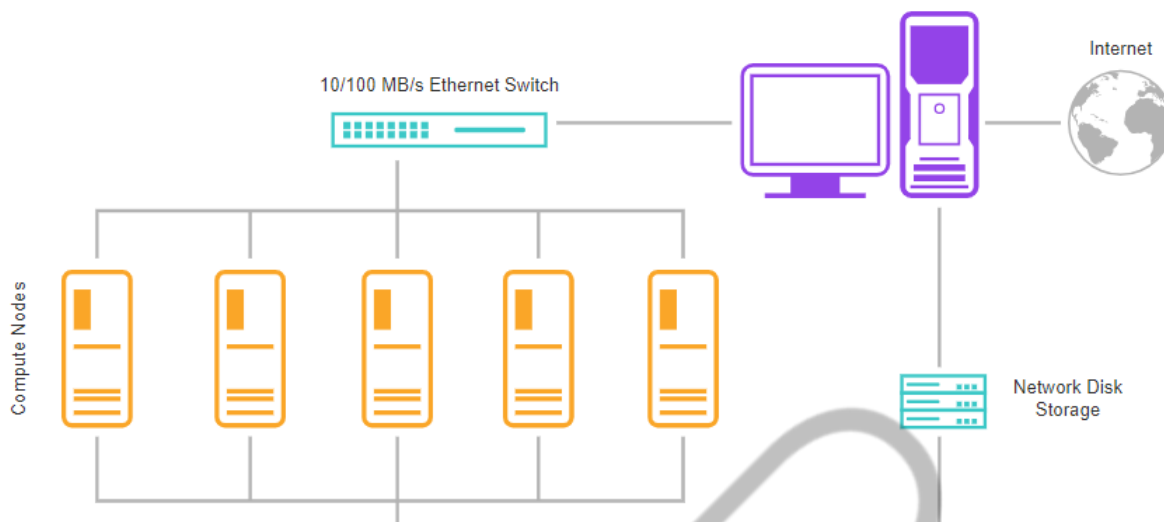 Internet
10/100 MB/s Ethernet Switch
Compute Nodes
Network Disk
Storage